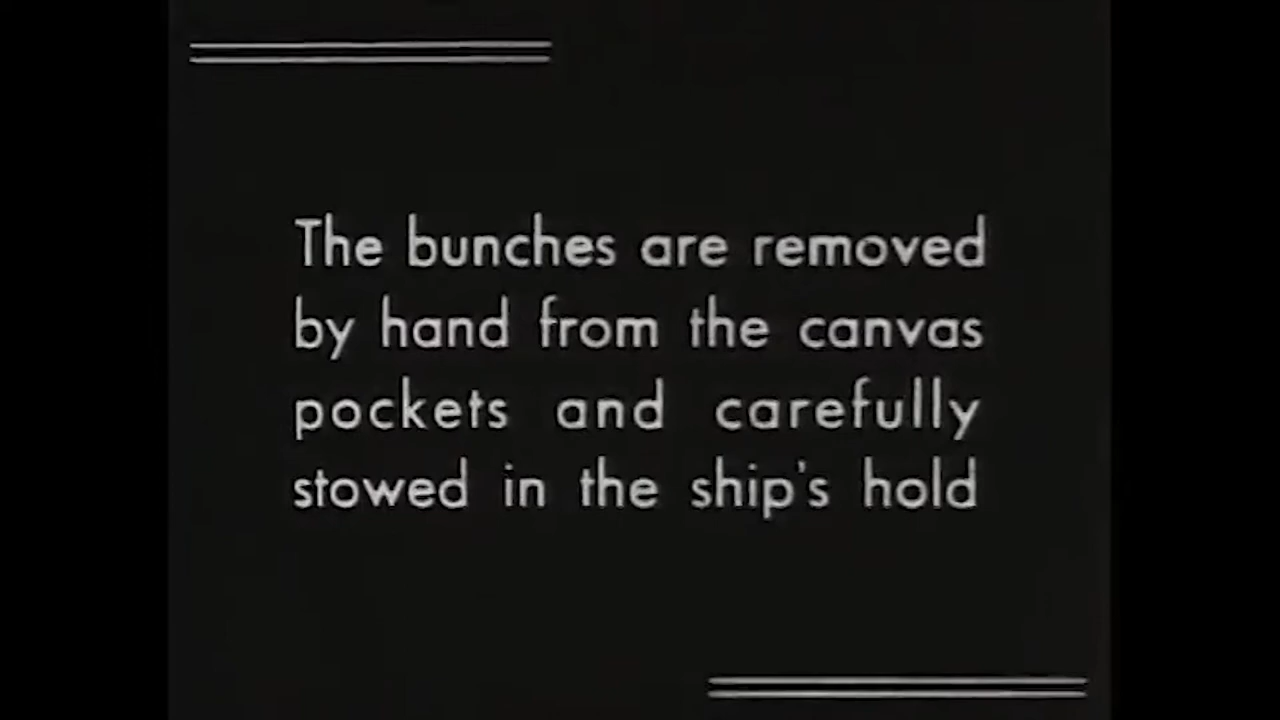 The bunches are removed
by hand from the canvas
pockets and carefully
stowed in the ship's hold